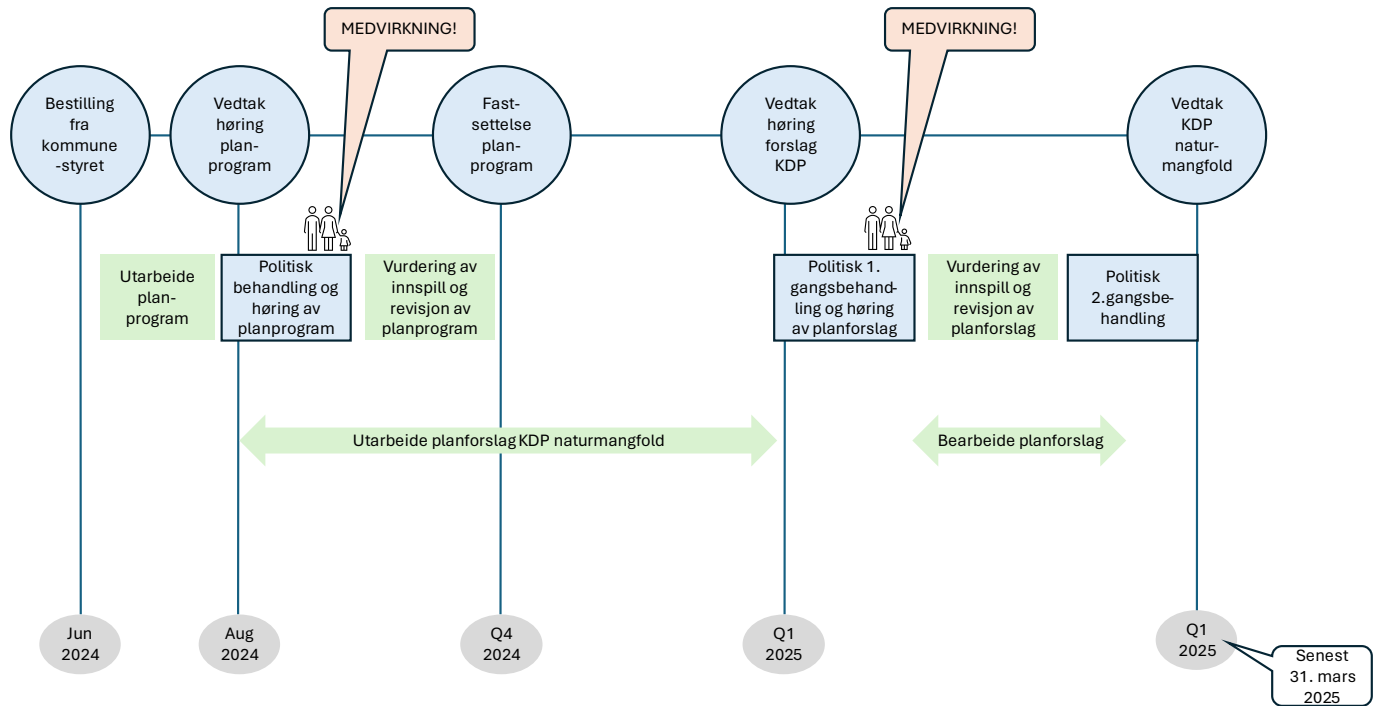 MEDVIRKNING!
MEDVIRKNING!
Bestilling
fra
kommune
-styret
Vedtak
høring
plan-
program
Fast-
settelse
plan-
program
Vedtak
høring
forslag
KDP
Vedtak
KDP
natur-
mangfold
Utarbeide
plan-
program
Politisk
behandling og
høring av
planprogram
Vurdering av
innspill og
revisjon av
planprogram
Politisk 1.
gangsbehand-
ling og høring
av planforslag
Vurdering av
innspill og
revisjon av
planforslag
Politisk
2.gangsbe-
handling
Utarbeide planforslag KDP naturmangfold
Bearbeide planforslag
Jun
2024
Aug
2024
Q4
2024
Q1
2025
Q1
2025
Senest
31. mars
2025